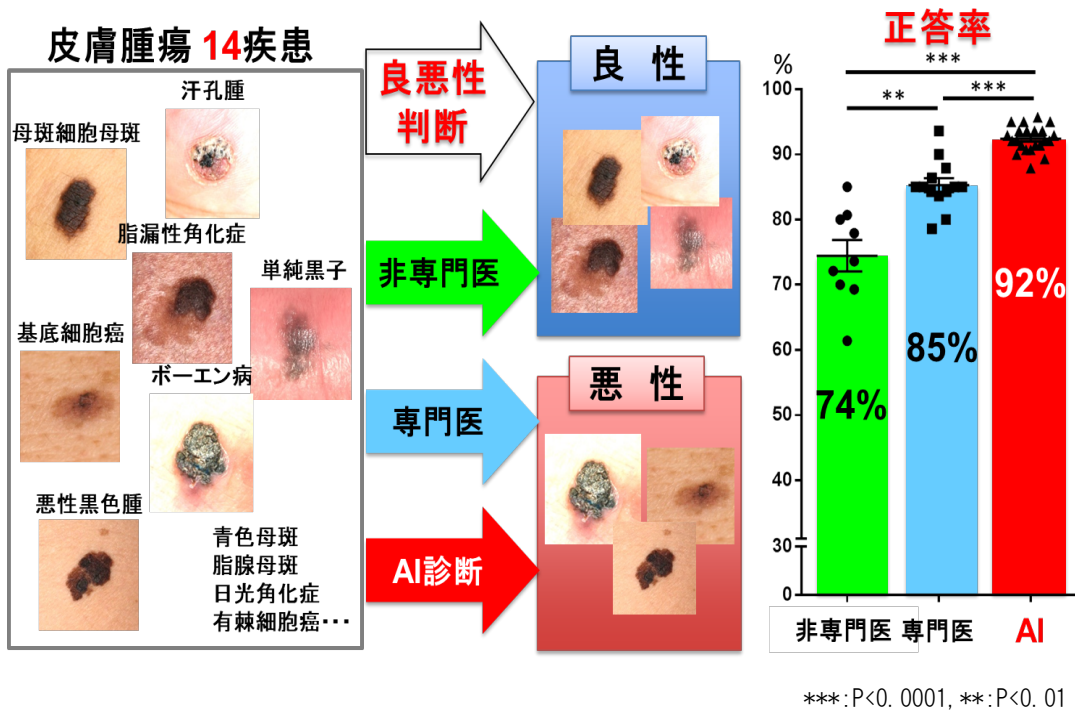 皮膚腫瘍 14疾患
汗孔腫
母斑細胞母斑
脂漏性角化症
単純黒子
基底細胞癌
ボーエン病
悪性黒色腫
青色母斑
脂腺母斑
日光角化症
有棘細胞癌･･･
良悪性
判断
非専門医
専門医
AI診断
良 性
悪 性
正答率
%
***
**
***
100
90
80
70
60
50
40
30
0
74%
85%
92%
非専門医
専門医
AI
***:P<0.0001, **:P<0.01